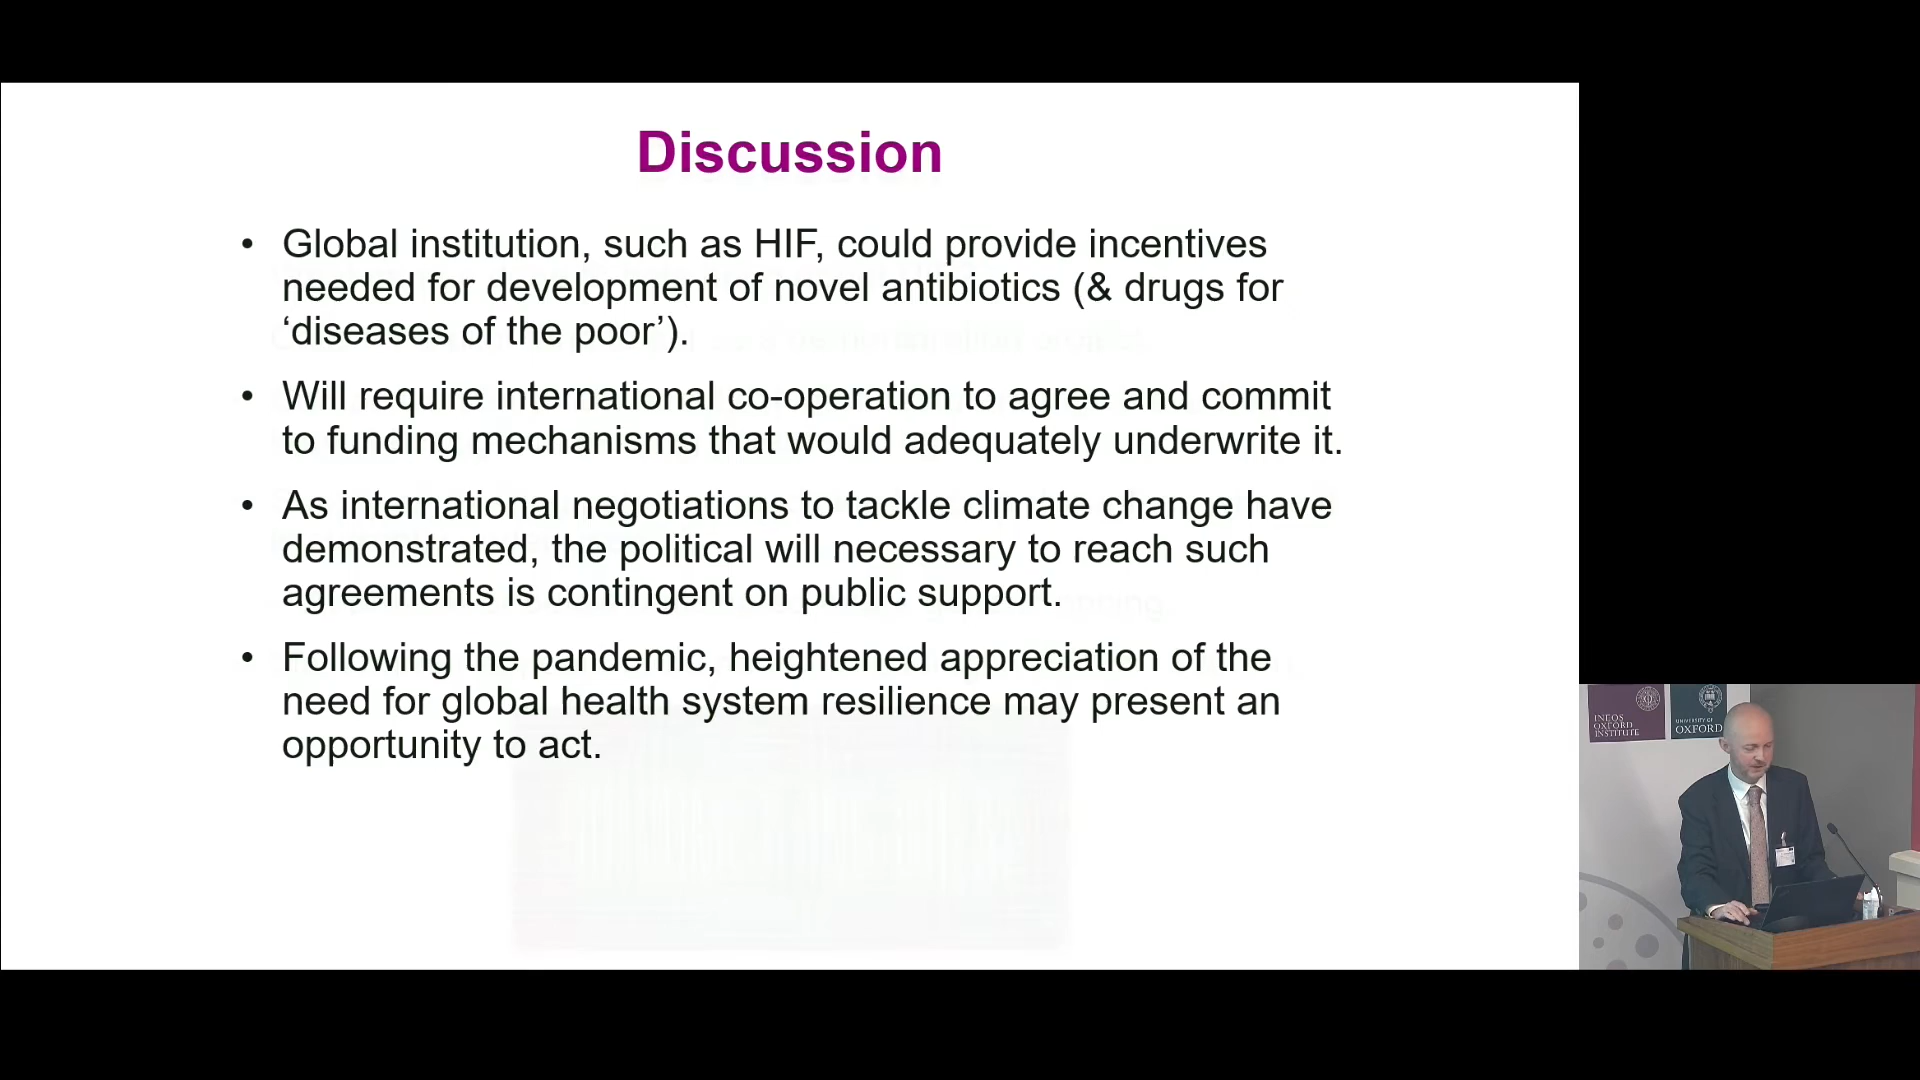 Discussion
• Global institution, such as HIF, could provide incentives
needed for development of novel antibiotics (& drugs for
‘diseases of the poor’).
• Will require international co-operation to agree and commit
to funding mechanisms that would adequately underwrite it.
• As international negotiations to tackle climate change have
demonstrated, the political will necessary to reach such
agreements is contingent on public support.
• Following the pandemic, heightened appreciation of the
need for global health system resilience may present an
opportunity to act.
INEOS
OXFORD
INSTITUTE
UNIVERSITY OF
OXFORD